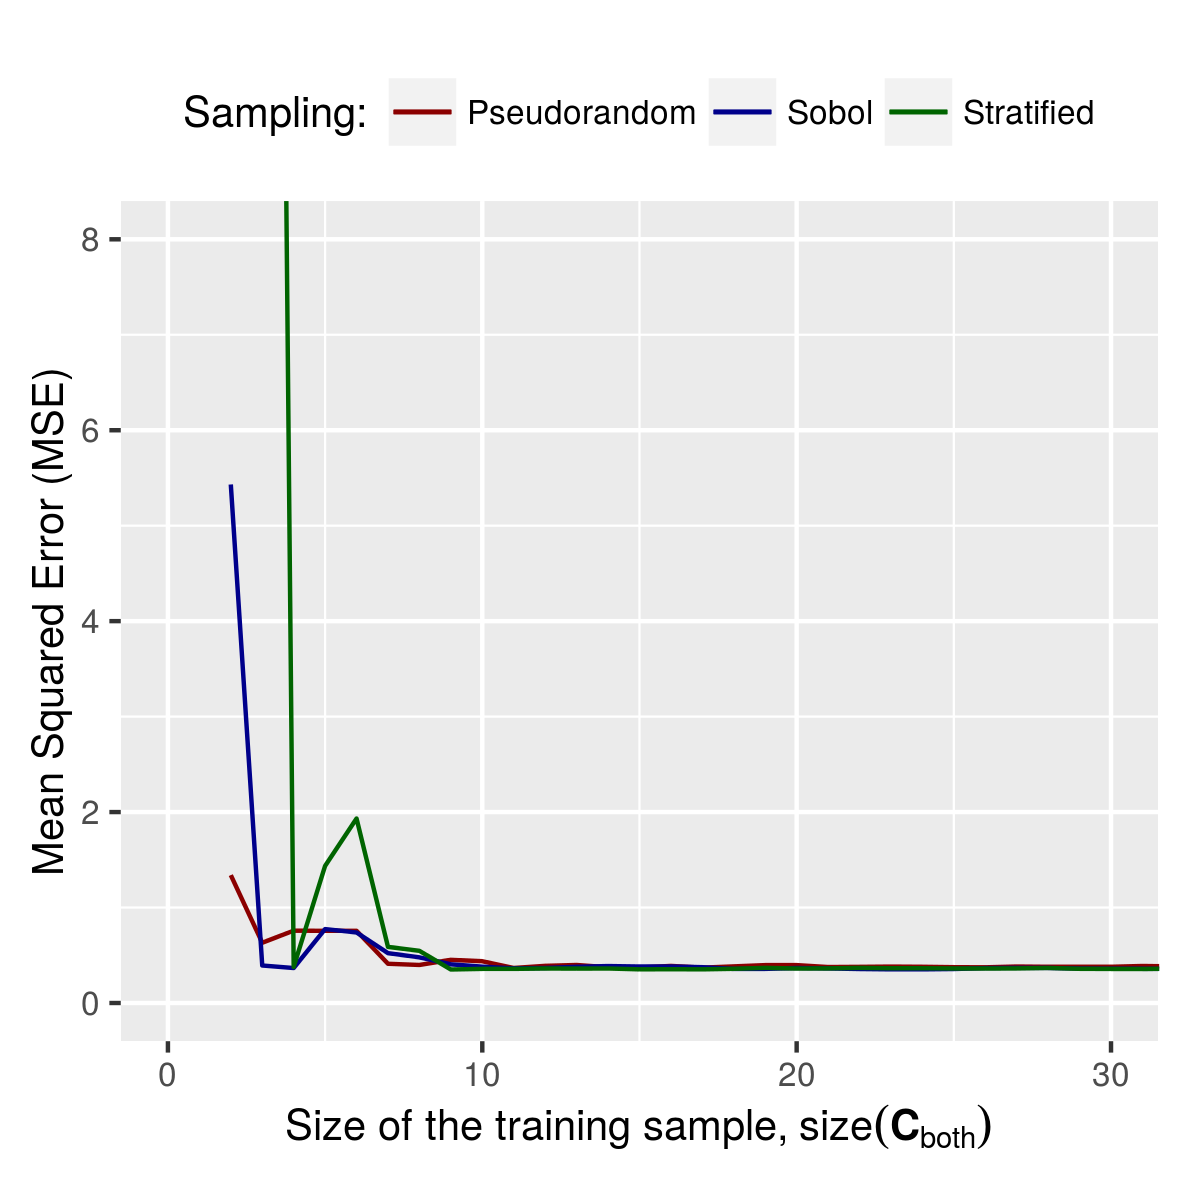 Sampling: Pseudorandom Sobol Stratified
8
6
4
2
0
Mean Squared Error (MSE)
0 10 20 30
Size of the training sample, size(C_both)